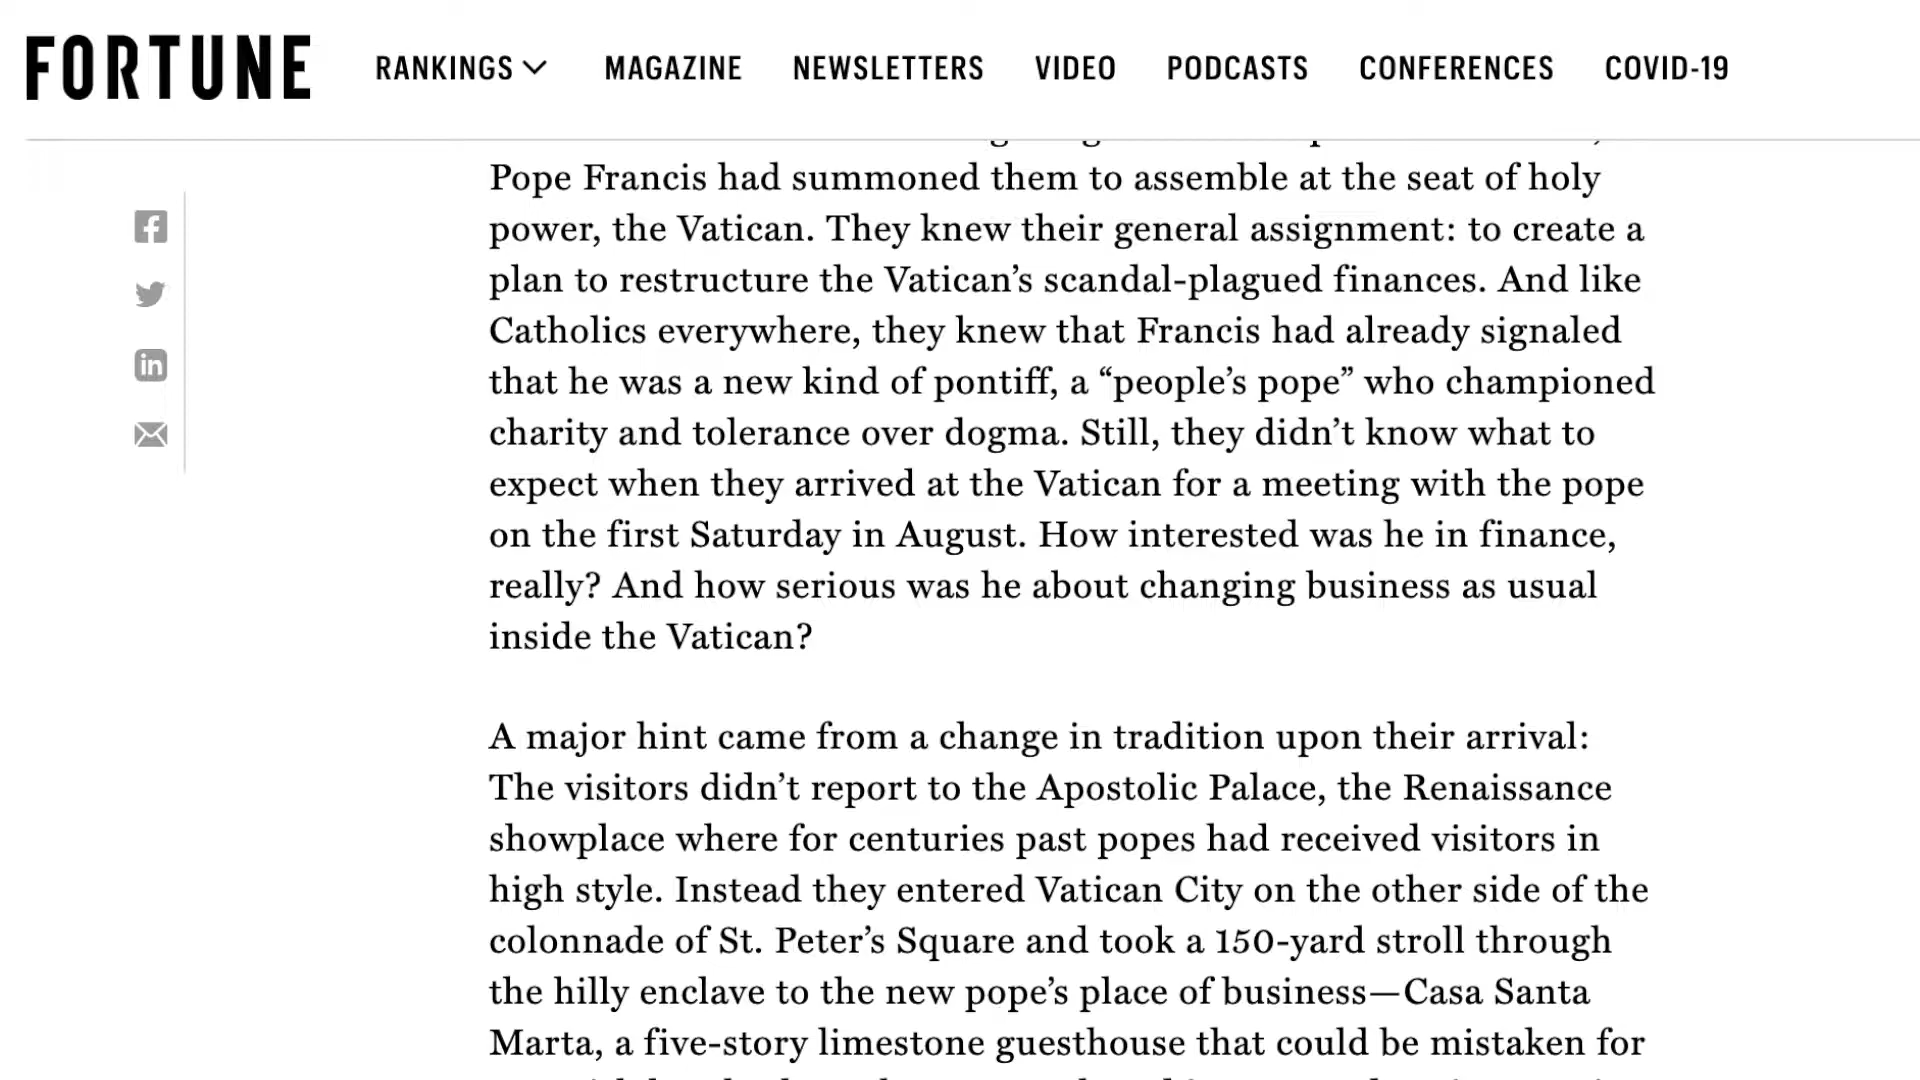 FORTUNE
RANKINGS MAGAZINE NEWSLETTERS VIDEO PODCASTS CONFERENCES COVID-19
Pope Francis had summoned them to assemble at the seat of holy
power, the Vatican. They knew their general assignment: to create a
plan to restructure the Vatican’s scandal-plagued finances. And like
Catholics everywhere, they knew that Francis had already signaled
that he was a new kind of pontiff, a “people’s pope” who championed
charity and tolerance over dogma. Still, they didn’t know what to
expect when they arrived at the Vatican for a meeting with the pope
on the first Saturday in August. How interested was he in finance,
really? And how serious was he about changing business as usual
inside the Vatican?
A major hint came from a change in tradition upon their arrival:
The visitors didn’t report to the Apostolic Palace, the Renaissance
showplace where for centuries past popes had received visitors in
high style. Instead they entered Vatican City on the other side of the
colonnade of St. Peter’s Square and took a 150-yard stroll through
the hilly enclave to the new pope’s place of business—Casa Santa
Marta, a five-story limestone guesthouse that could be mistaken for